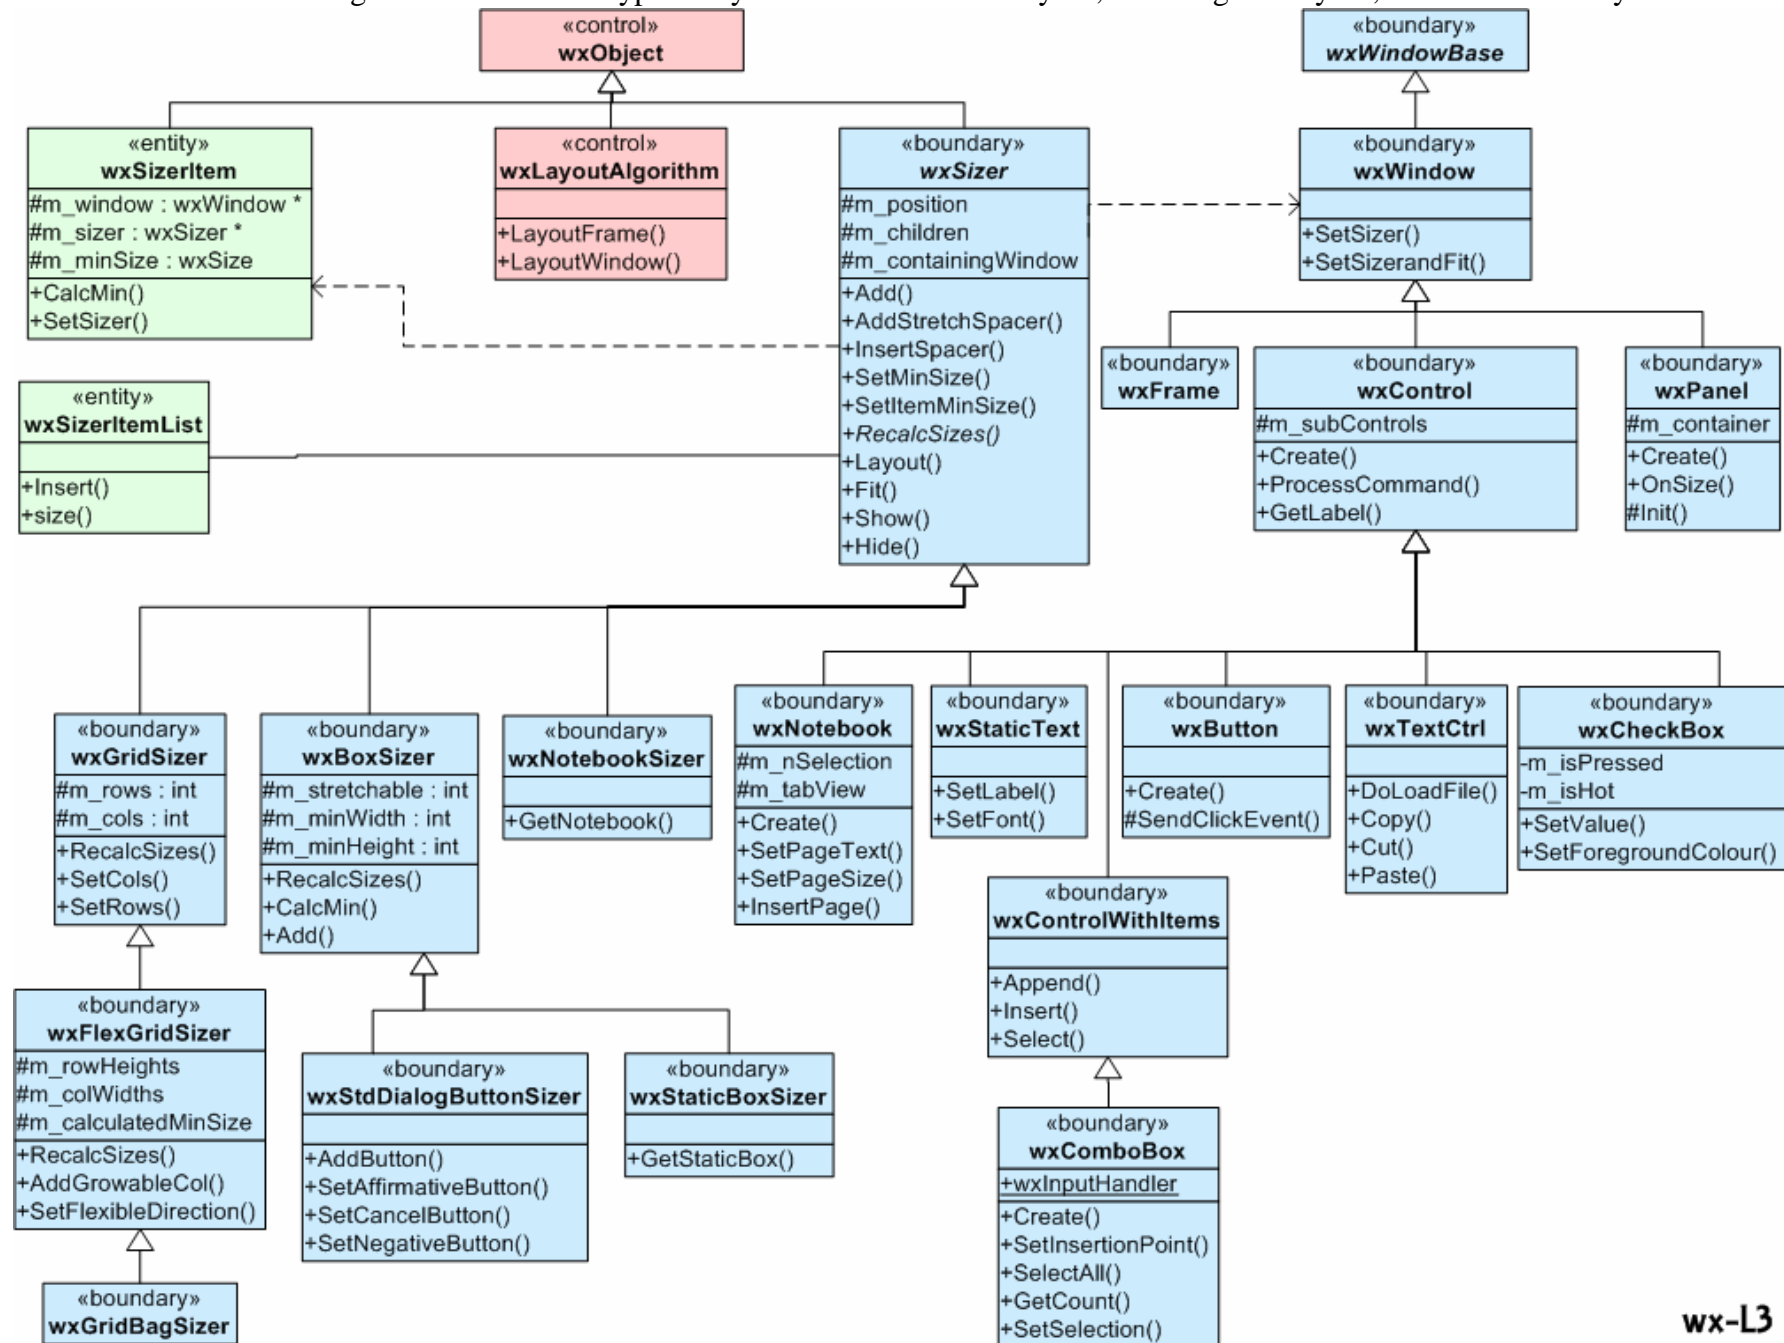 «control»
wxObject
«boundary»
wxWindowBase
«entity»
wxSizerItem
#m_window : wxWindow *
#m_sizer : wxSizer *
#m_minSize : wxSize
+CalcMin()
+SetSizer()
«control»
wxLayoutAlgorithm
+LayoutFrame()
+LayoutWindow()
«boundary»
wxSizer
#m_position
#m_children
#m_containingWindow
+Add()
+AddStretchSpacer()
+InsertSpacer()
+SetMinSize()
+SetItemMinSize()
+RecalcSizes()
+Layout()
+Fit()
+Show()
+Hide()
«boundary»
wxWindow
+SetSizer()
+SetSizerandFit()
«entity»
wxSizerItemList
+Insert()
+size()
«boundary»
wxFrame
«boundary»
wxControl
#m_subControls
+Create()
+ProcessCommand()
+GetLabel()
«boundary»
wxPanel
#m_container
+Create()
+OnSize()
#Init()
«boundary»
wxGridSizer
#m_rows : int
#m_cols : int
+RecalcSizes()
+SetCols()
+SetRows()
«boundary»
wxBoxSizer
#m_stretchable : int
#m_minWidth : int
#m_minHeight : int
+RecalcSizes()
+CalcMin()
+Add()
«boundary»
wxNotebookSizer
+GetNotebook()
«boundary»
wxNotebook
#m_nSelection
#m_tabView
+Create()
+SetPageText()
+SetPageSize()
+InsertPage()
«boundary»
wxStaticText
+SetLabel()
+SetFont()
«boundary»
wxButton
+Create()
#SendClickEvent()
«boundary»
wxTextCtrl
+DoLoadFile()
+Copy()
+Cut()
+Paste()
«boundary»
wxCheckBox
-m_isPressed
-m_isHot
+SetValue()
+SetForegroundColour()
«boundary»
wxControlWithItems
+Append()
+Insert()
+Select()
«boundary»
wxFlexGridSizer
#m_rowHeights
#m_colWidths
#m_calculatedMinSize
+RecalcSizes()
+AddGrowableCol()
+SetFlexibleDirection()
«boundary»
wxStdDialogButtonSizer
+AddButton()
+SetAffirmativeButton()
+SetCancelButton()
+SetNegativeButton()
«boundary»
wxStaticBoxSizer
+GetStaticBox()
«boundary»
wxComboBox
+wxInputHandler
+Create()
+SetInsertionPoint()
+SelectAll()
+GetCount()
+SetSelection()
«boundary»
wxGridBagSizer
wx-L3